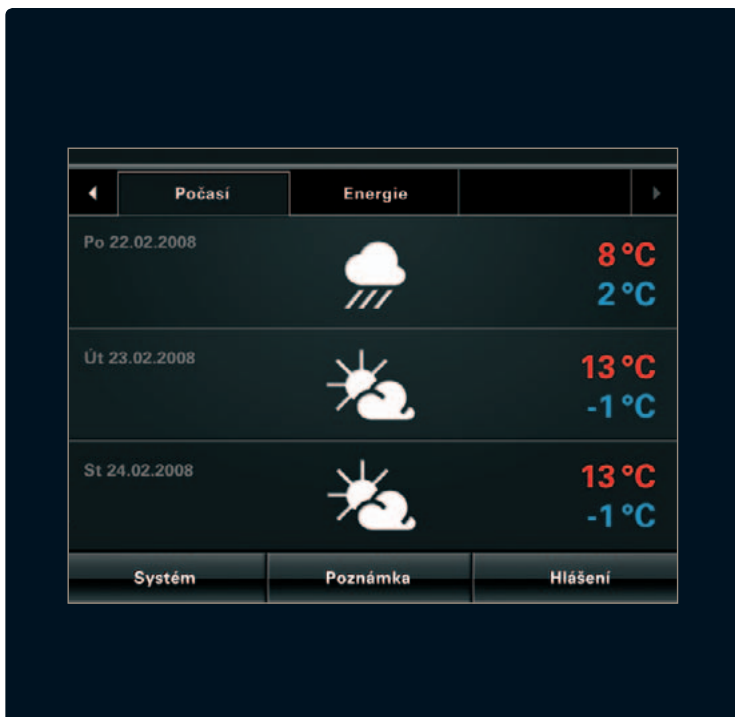 Počasí Energie
Po 22.02.2008
8 °C
2 °C
Út 23.02.2008
13 °C
-1 °C
St 24.02.2008
13 °C
-1 °C
Systém Poznámka Hlášení